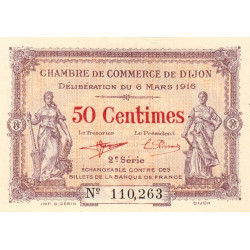 CHAMBRE DE COMMERCE DE DIJON
DÉLIBÉRATION DU 6 MARS 1916
50 Centimes
Le Trésorier Le Président
2e Série
ECHANGEABLE CONTRE DES
BILLETS DE LA BANQUE DE FRANCE
No 110,263
DIJON